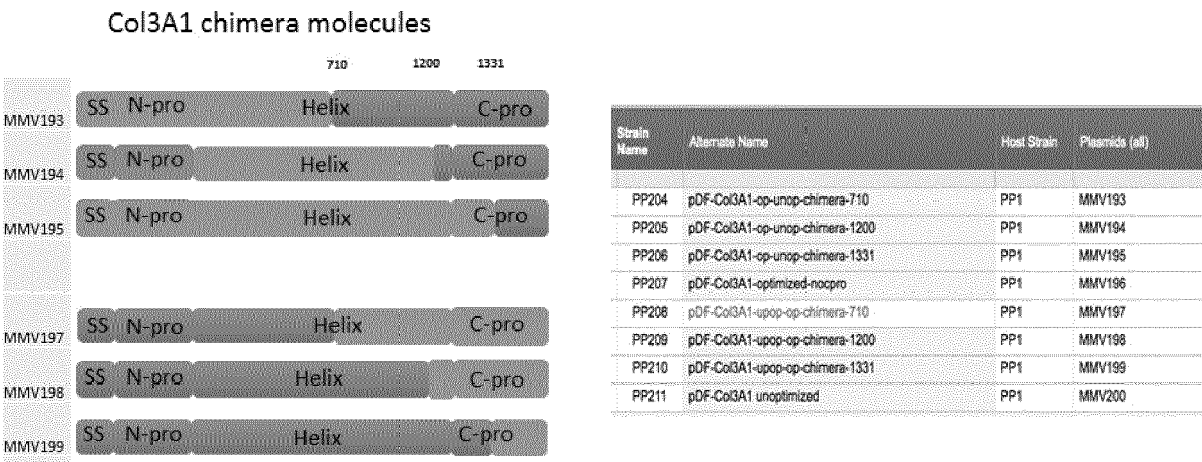 Col3A1 chimera molecules
710 1200 1331
MMV193 SS N-pro Helix C-pro
MMV194 SS N-pro Helix C-pro
MMV195 SS N-pro Helix C-pro
MMV197 SS N-pro Helix C-pro
MMV198 SS N-pro Helix C-pro
MMV199 SS N-pro Helix C-pro
Strain Name Alternate Name Host Strain Plasmids (all)
PP204 pDF-Col3A1-op-unop-chimera-710 PP1 MMV193
PP205 pDF-Col3A1-op-unop-chimera-1200 PP1 MMV194
PP206 pDF-Col3A1-op-unop-chimera-1331 PP1 MMV195
PP207 pDF-Col3A1-optimized-nocpro PP1 MMV196
PP208 pDF-Col3A1-upop-op-chimera-710 PP1 MMV197
PP209 pDF-Col3A1-upop-op-chimera-1200 PP1 MMV198
PP210 pDF-Col3A1-upop-op-chimera-1331 PP1 MMV199
PP211 pDF-Col3A1 unoptimized PP1 MMV200